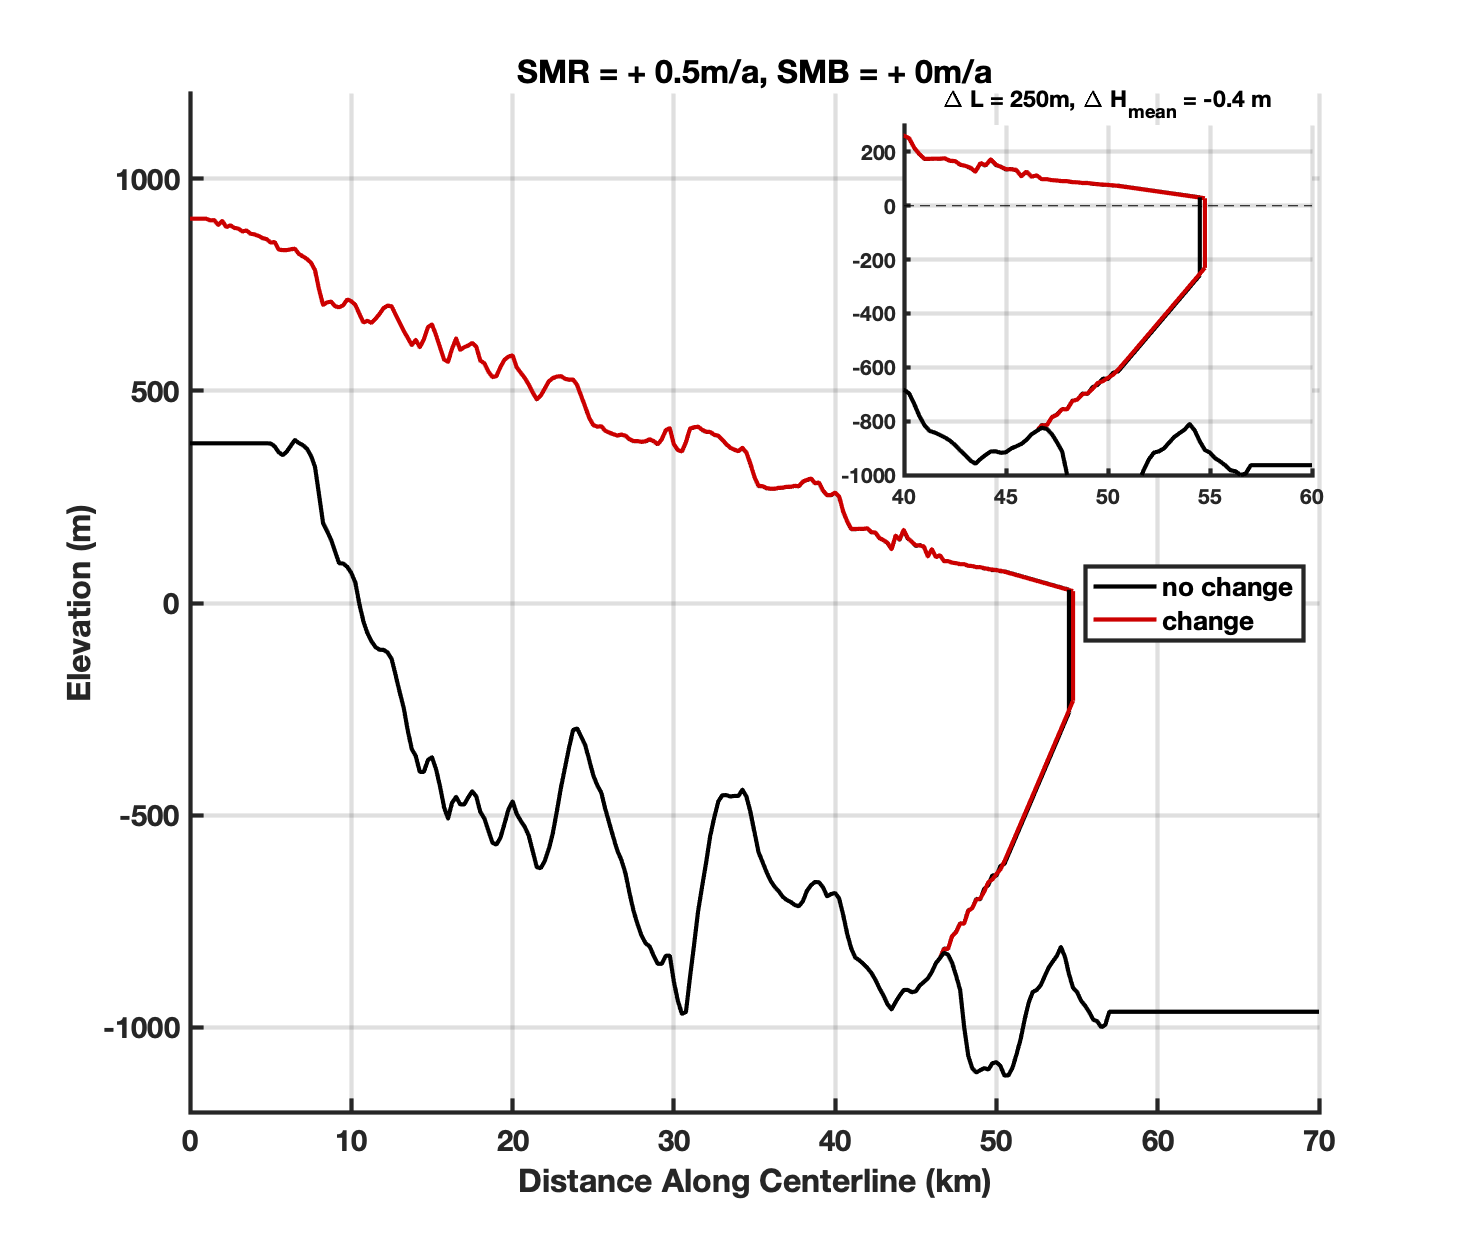 SMR = + 0.5m/a, SMB = + 0m/a
Δ L = 250m, Δ Hmean = -0.4 m
200
0
-200
-400
-600
-800
-1000
40 45 50 55 60
1000
500
0
-500
-1000
Elevation (m)
no change
change
0 10 20 30 40 50 60 70
Distance Along Centerline (km)